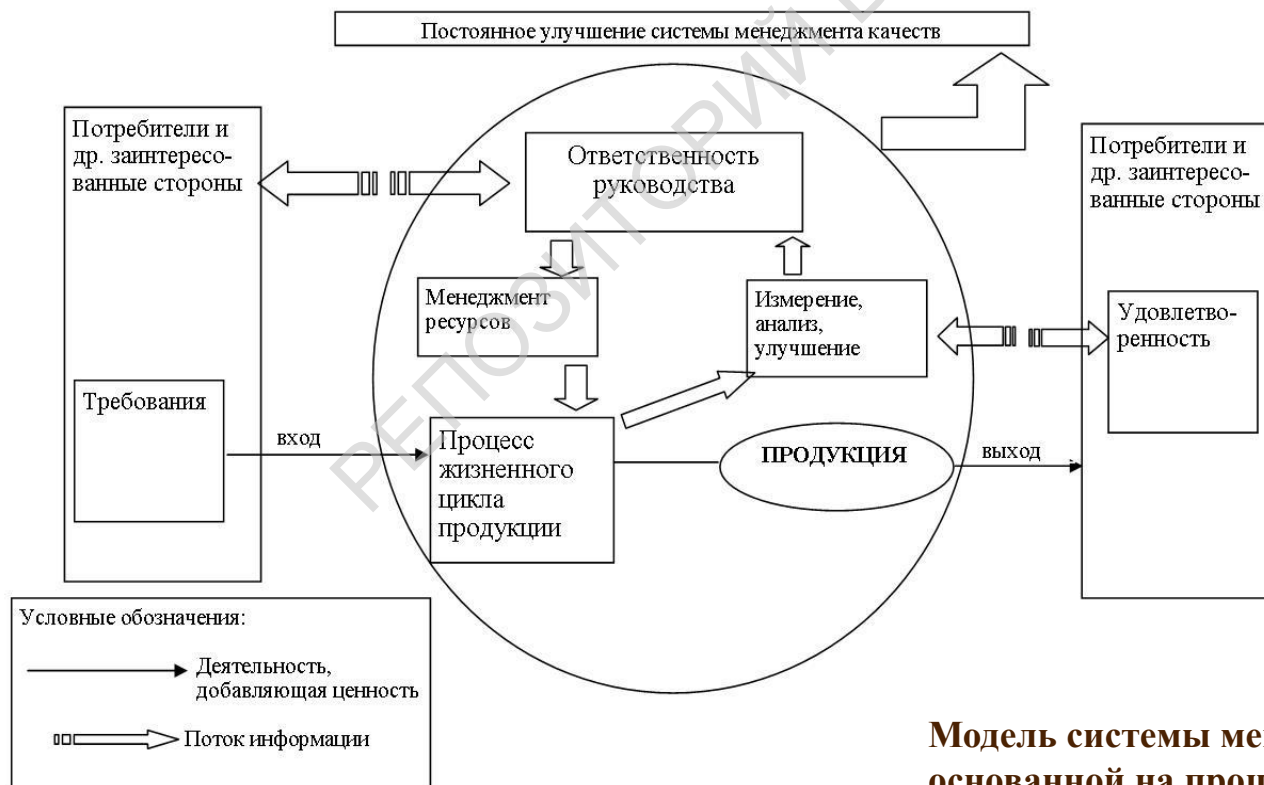 Постоянное улучшение системы менеджмента качеств
Потребители и
др. заинтересо-
ванные стороны
Ответственность
руководства
Потребители и
др. заинтересо-
ванные стороны
Менеджмент
ресурсов
Измерение,
анализ,
улучшение
Удовлетво-
ренность
Требования
вход
Процесс
жизненного
цикла
продукции
ПРОДУКЦИЯ
выход
Условные обозначения:
Деятельность,
добавляющая ценность
Поток информации
Модель системы
основанной на
РЕПОЗИТОРИЙ